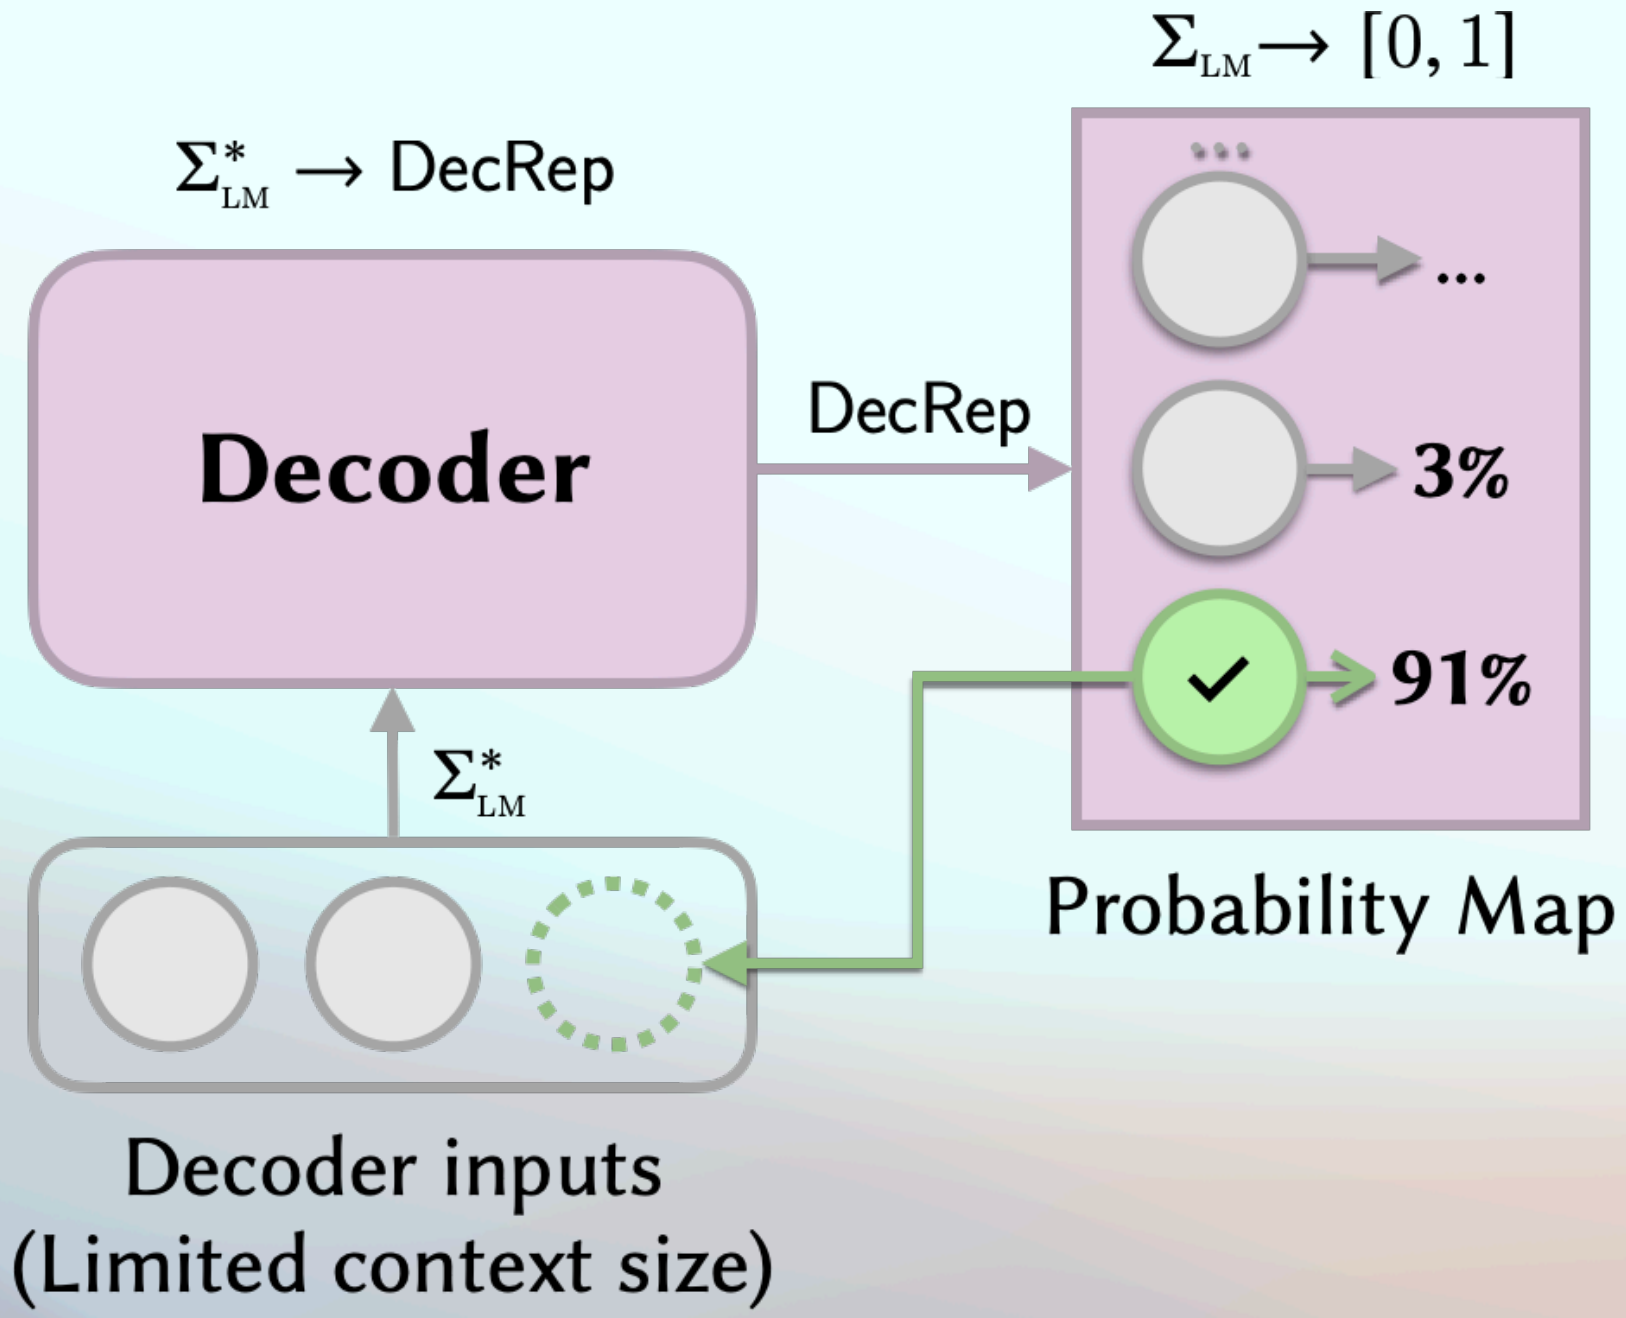 Σ_LM → [0, 1]
Σ*_LM → DecRep
...
...
Decoder
DecRep
3%
91%
Σ*_LM
Probability Map
Decoder inputs
(Limited context size)